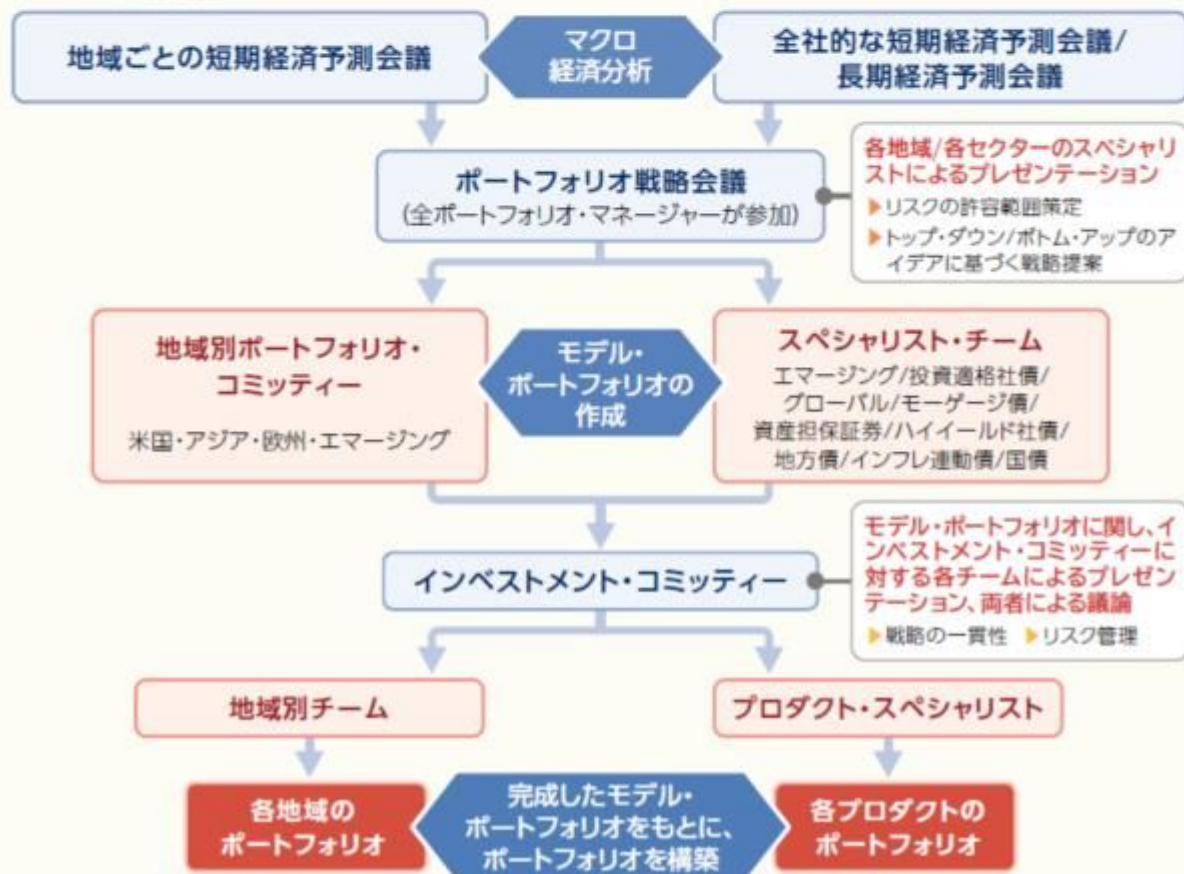 地域ごとの短期経済予測会議
マクロ
経済分析
全社的な短期経済予測会議/
長期経済予測会議
ポートフォリオ戦略会議
(全ポートフォリオ・マネージャーが参加)
各地域/各セクターのスペシャリ
ストによるプレゼンテーション
▶リスクの許容範囲策定
▶トップ・ダウン/ボトム・アップのア
イデアに基づく戦略提案
地域別ポートフォリオ・
コミッティー
米国・アジア・欧州・エマージング
モデル・
ポートフォリオの
作成
スペシャリスト・チーム
エマージング/投資適格社債/
グローバル/モーゲージ債/
資産担保証券/ハイイールド社債/
地方債/インフレ連動債/国債
インベストメント・コミッティー
モデル・ポートフォリオに関し、イ
ンベストメント・コミッティーに
対する各チームによるプレゼン
テーション、両者による議論
▶戦略の一貫性 ▶リスク管理
地域別チーム
プロダクト・スペシャリスト
各地域の
ポートフォリオ
完成したモデル・
ポートフォリオをもとに、
ポートフォリオを構築
各プロダクトの
ポートフォリオ